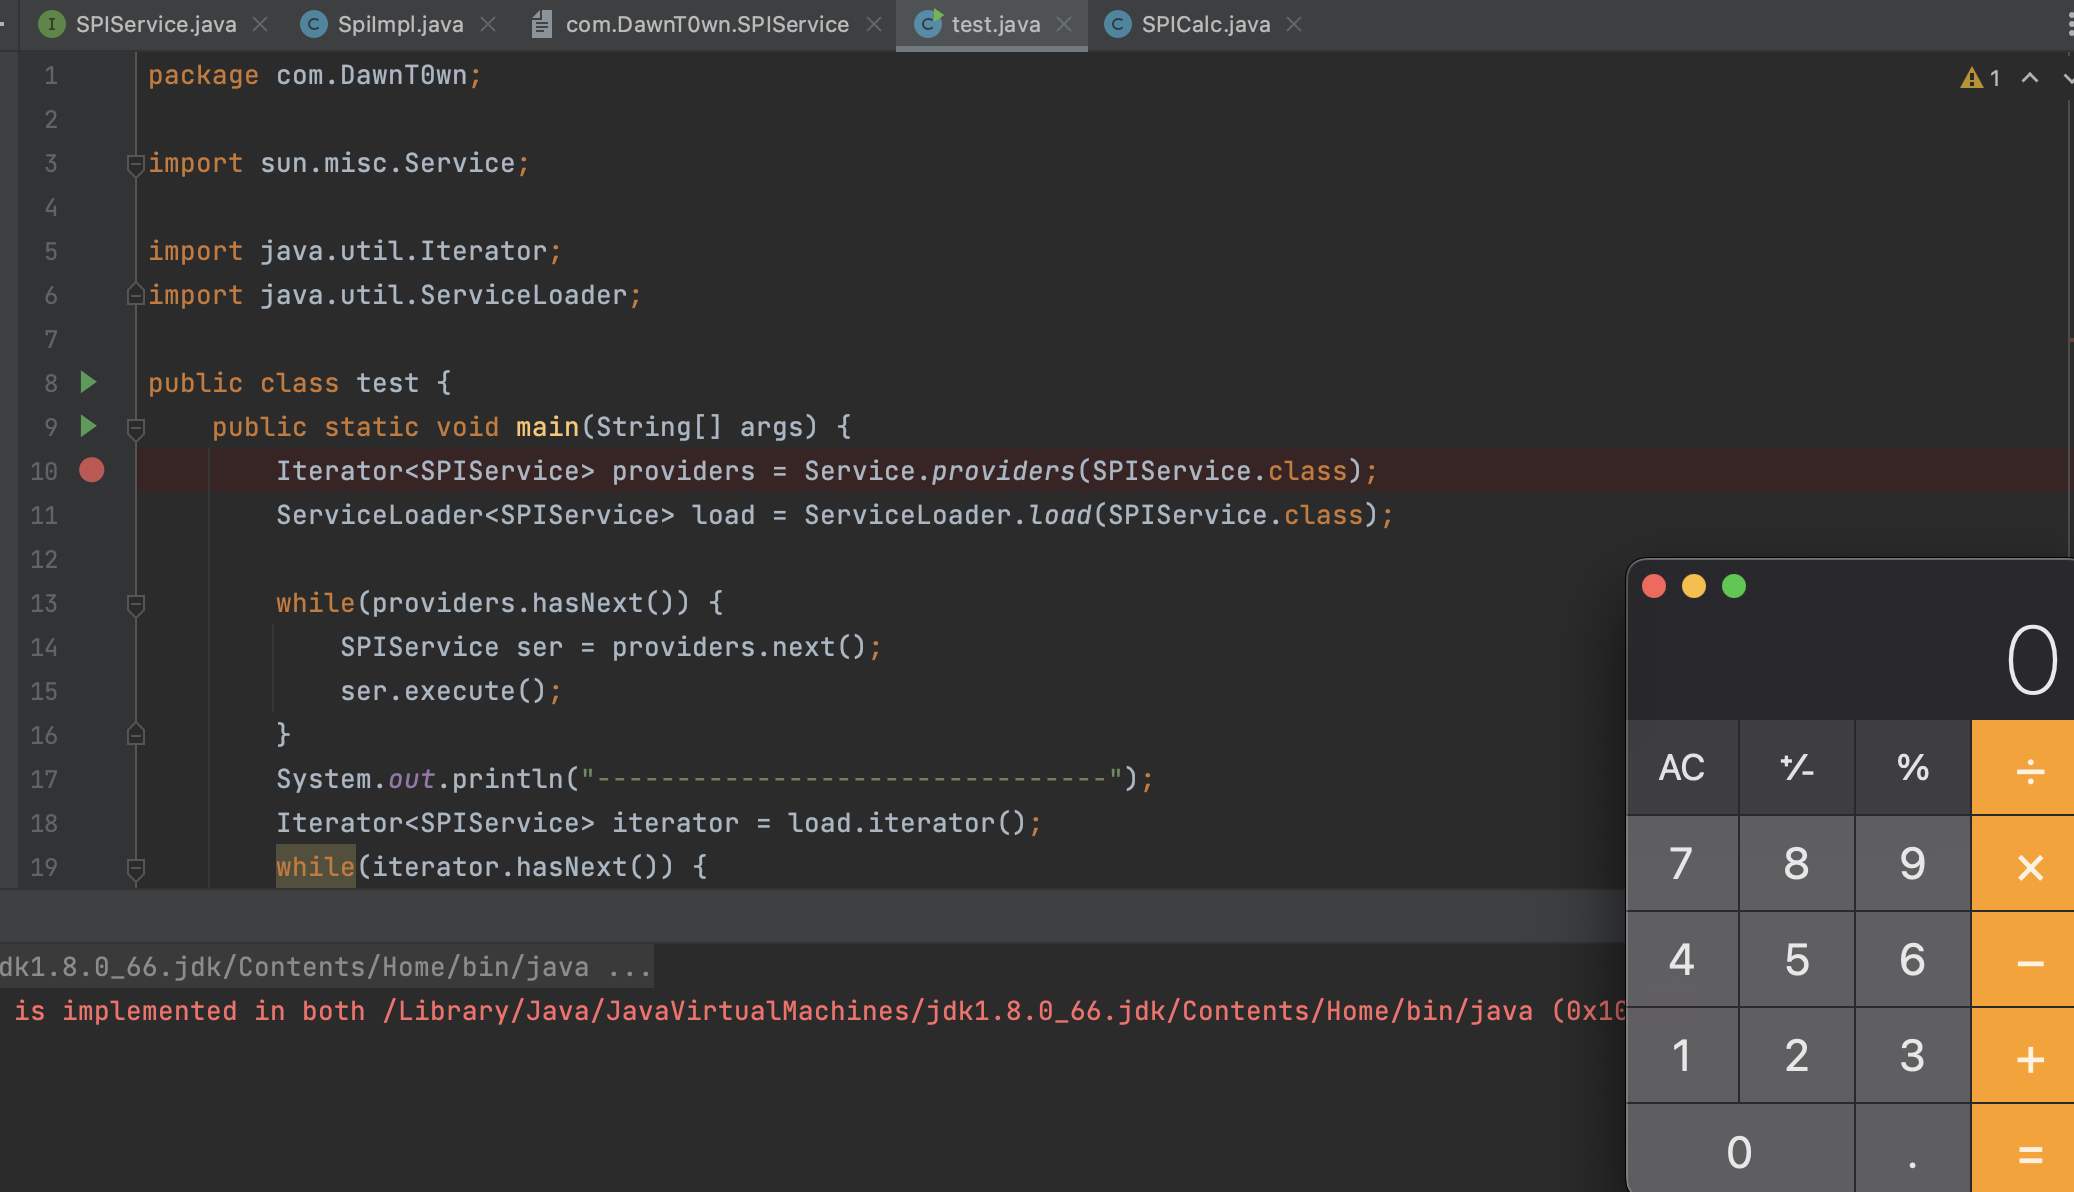 SPIService.java SpiImpl.java com.DawnT0wn.SPIService test.java SPICalc.java
1 package com.DawnT0wn; 1
2
3 import sun.misc.Service;
4
5 import java.util.Iterator;
6 import java.util.ServiceLoader;
7
8 public class test {
9 public static void main(String[] args) {
10 Iterator<SPIService> providers = Service.providers(SPIService.class);
11 ServiceLoader<SPIService> load = ServiceLoader.load(SPIService.class);
12
13 while(providers.hasNext()) {
14 SPIService ser = providers.next();
15 ser.execute();
16 }
17 System.out.println("--------------------------------");
18 Iterator<SPIService> iterator = load.iterator();
19 while(iterator.hasNext()) {
dk1.8.0_66.jdk/Contents/Home/bin/java ...
is implemented in both /Library/Java/JavaVirtualMachines/jdk1.8.0_66.jdk/Contents/Home/bin/java (0x10
0
AC +/- % ÷
7 8 9 ×
4 5 6 −
1 2 3 +
0 . =